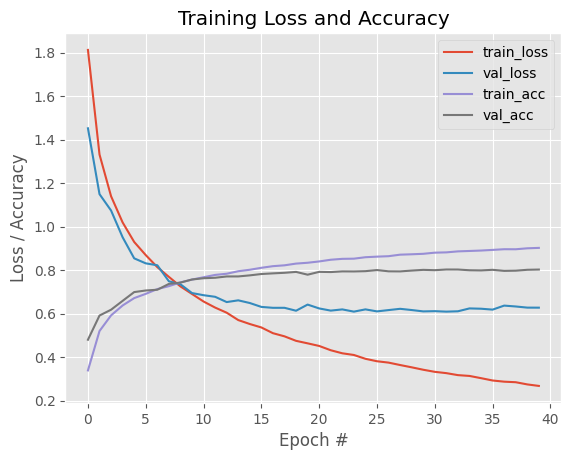 Training Loss and Accuracy
1.8
1.6
1.4
1.2
1.0
0.8
0.6
0.4
0.2
Loss / Accuracy
train_loss
val_loss
train_acc
val_acc
0 5 10 15 20 25 30 35 40
Epoch #